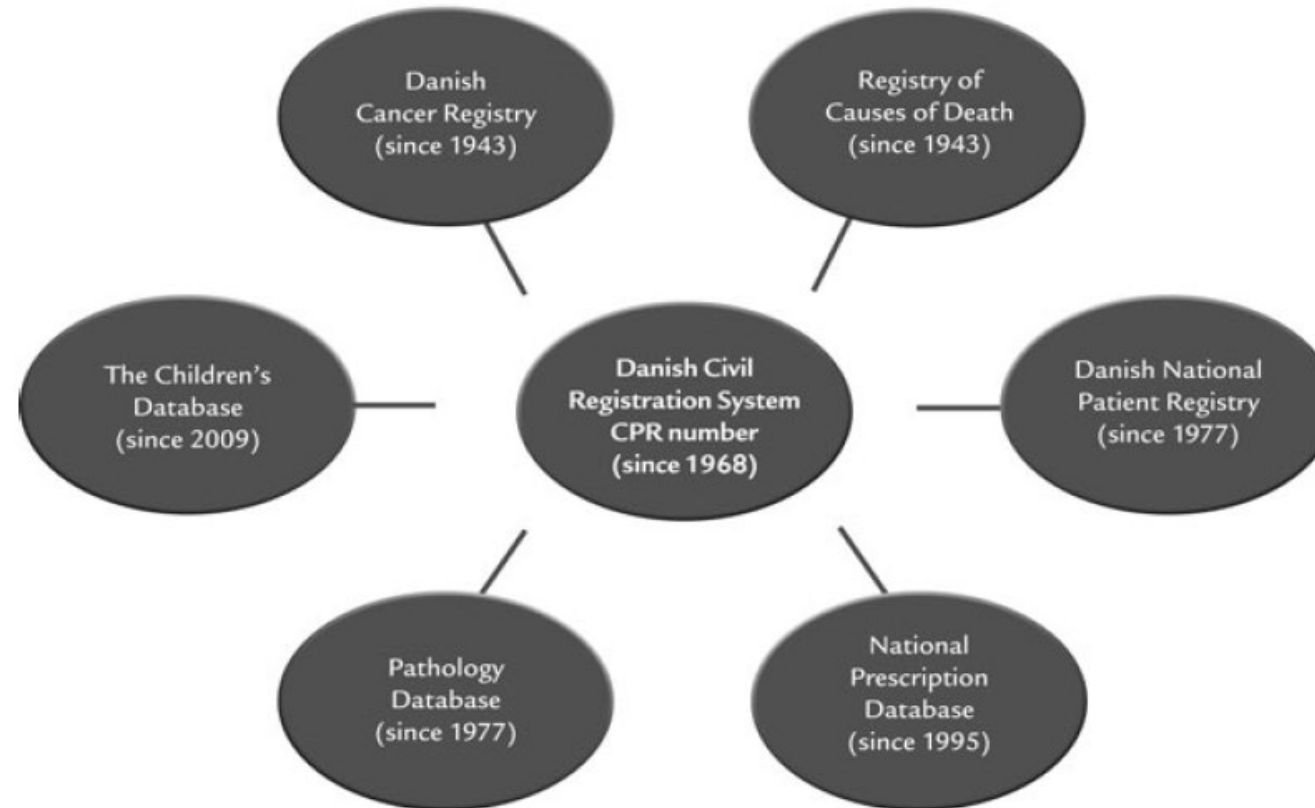 Danish
Cancer Registry
(since 1943)
Registry of
Causes of Death
(since 1943)
The Children's
Database
(since 2009)
Danish Civil
Registration System
CPR number
(since 1968)
Danish National
Patient Registry
(since 1977)
Pathology
Database
(since 1977)
National
Prescription
Database
(since 1995)